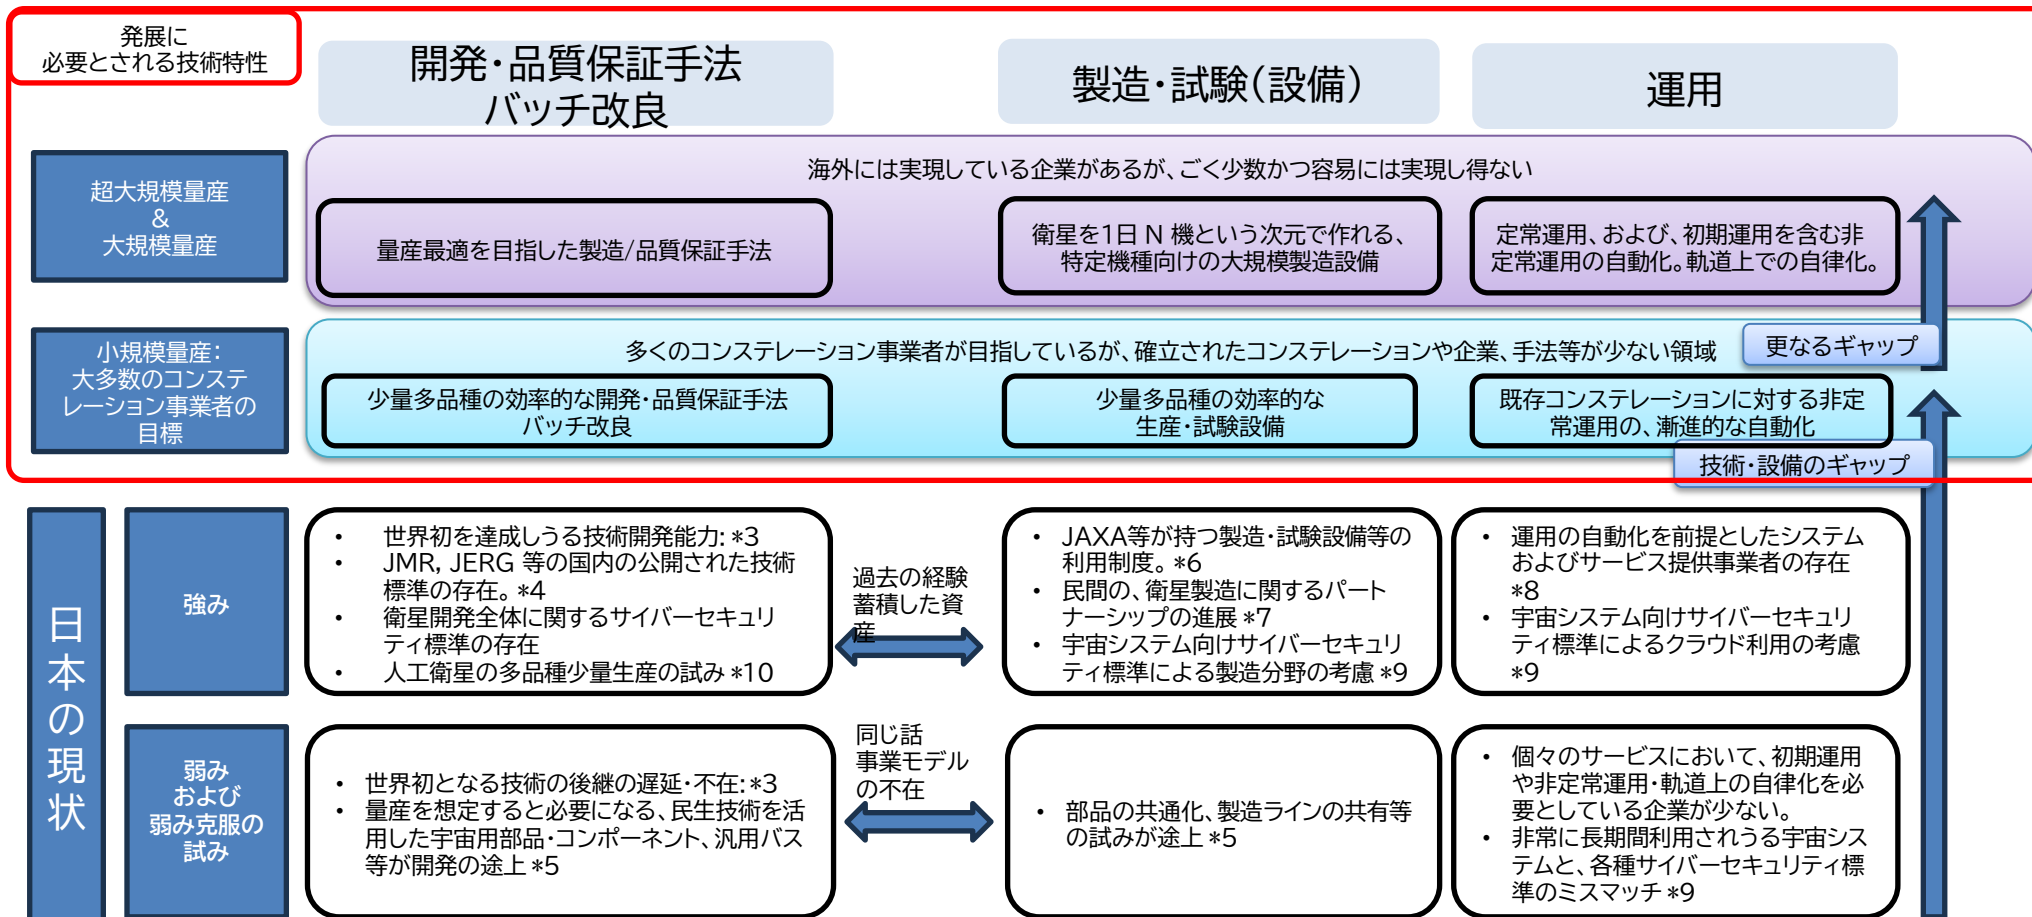 発展に
必要とされる技術特性
開発・品質保証手法
バッチ改良
製造・試験(設備)
運用
超大規模量産
&
大規模量産
海外には実現している企業があるが、ごく少数かつ容易には実現し得ない
量産最適を目指した製造/品質保証手法
衛星を1日 N 機という次元で作れる、
特定機種向けの大規模製造設備
定常運用、および、初期運用を含む非
定常運用の自動化。軌道上での自律化。
小規模量産:
大多数のコンステ
レーション事業者の
目標
多くのコンステレーション事業者が目指しているが、確立されたコンステレーションや企業、手法等が少ない領域
更なるギャップ
少量多品種の効率的な開発・品質保証手法
バッチ改良
少量多品種の効率的な
生産・試験設備
既存コンステレーションに対する非定
常運用の、漸進的な自動化
技術・設備のギャップ
日本の現状
強み
• 世界初を達成しうる技術開発能力: *3
• JMR, JERG 等の国内の公開された技術
標準の存在。*4
• 衛星開発全体に関するサイバーセキュリ
ティ標準の存在
• 人工衛星の多品種少量生産の試み *10
過去の経験
蓄積した資
産
• JAXA等が持つ製造・試験設備等の
利用制度。*6
• 民間の、衛星製造に関するパート
ナーシップの進展 *7
• 宇宙システム向けサイバーセキュリ
ティ標準による製造分野の考慮 *9
• 運用の自動化を前提としたシステム
およびサービス提供事業者の存在
*8
• 宇宙システム向けサイバーセキュリ
ティ標準によるクラウド利用の考慮
*9
弱み
および
弱み克服の
試み
• 世界初となる技術の後継の遅延・不在: *3
• 量産を想定すると必要になる、民生技術を活
用した宇宙用部品・コンポーネント、汎用バス
等が開発の途上 *5
同じ話
事業モデル
の不在
• 部品の共通化、製造ラインの共有等
の試みが途上 *5
• 個々のサービスにおいて、初期運用
や非定常運用・軌道上の自律化を必
要としている企業が少ない。
• 非常に長期間利用されうる宇宙シス
テムと、各種サイバーセキュリティ標
準のミスマッチ *9